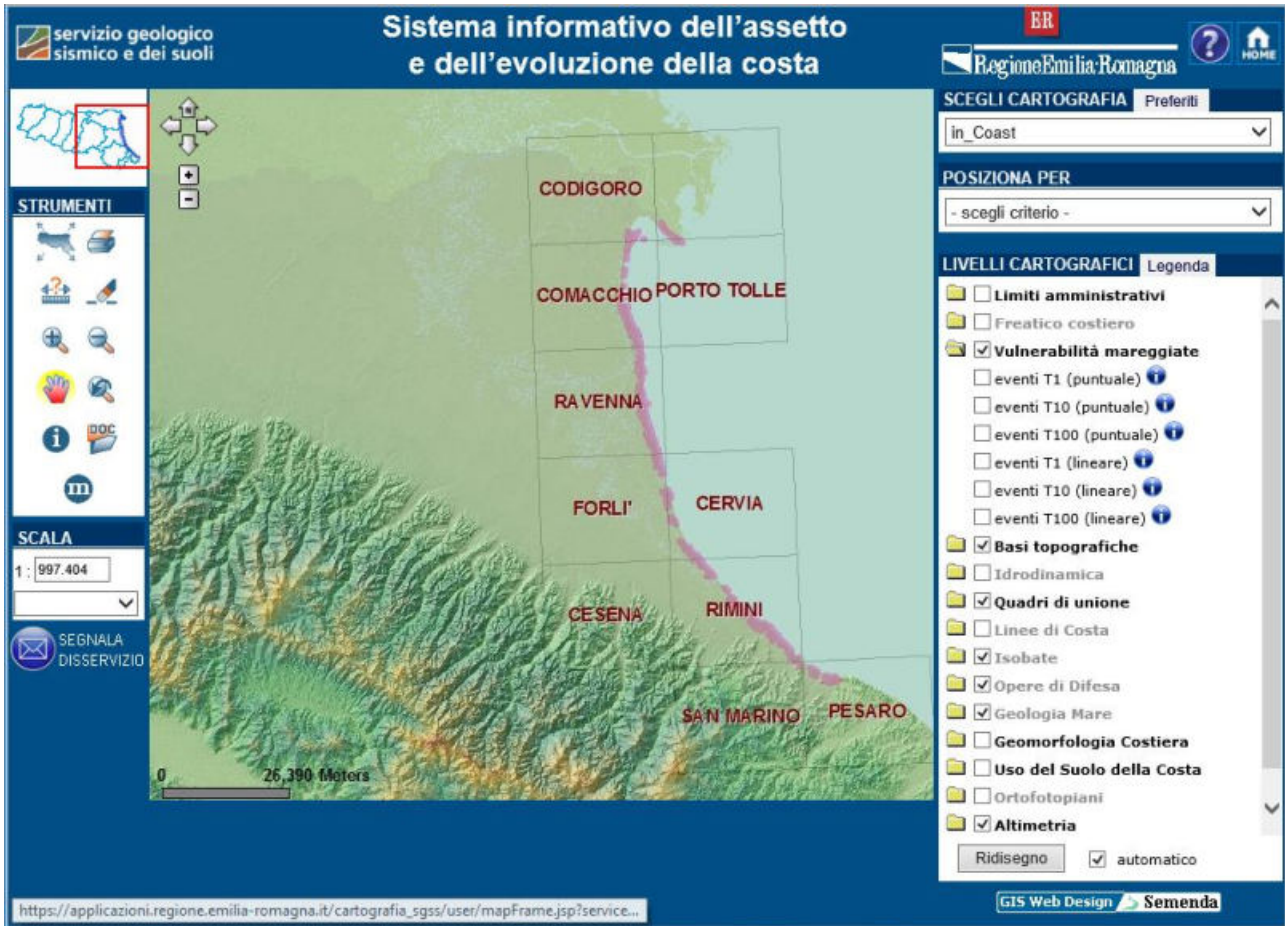 servizio geologico
sismico e dei suoli
Sistema informativo dell'assetto
e dell'evoluzione della costa
ER
RegioneEmilia-Romagna
?
HOME
STRUMENTI
DOC
m
SCALA
1 : 997.404
SEGNALA
DISSERVIZIO
CODIGORO
COMACCHIO
PORTO TOLLE
RAVENNA
FORLI'
CERVIA
CESENA
RIMINI
SAN MARINO
PESARO
0 26,390 Meters
SCEGLI CARTOGRAFIA Preferiti
in_Coast
POSIZIONA PER
- scegli criterio -
LIVELLI CARTOGRAFICI Legenda
Limiti amministrativi
Freatico costiero
Vulnerabilità mareggiate
eventi T1 (puntuale)
eventi T10 (puntuale)
eventi T100 (puntuale)
eventi T1 (lineare)
eventi T10 (lineare)
eventi T100 (lineare)
Basi topografiche
Idrodinamica
Quadri di unione
Linee di Costa
Isobate
Opere di Difesa
Geologia Mare
Geomorfologia Costiera
Uso del Suolo della Costa
Ortofotopiani
Altimetria
Ridisegno automatico
https://applicazioni.regione.emilia-romagna.it/cartografia_sgss/user/mapFrame.jsp?service...
GIS Web Design Semenda